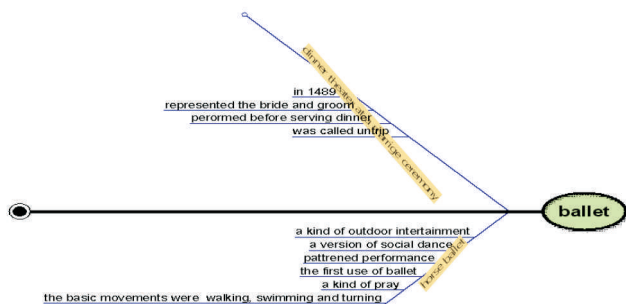 dinner theater at a marrige ceremony
in 1489
represented the bride and groom
perormed before serving dinner
was called untrip
ballet
a kind of outdoor intertainment
a version of social dance
pattrened performance
the first use of ballet
a kind of pray
the basic movements were walking, swimming and turning
horse ballet